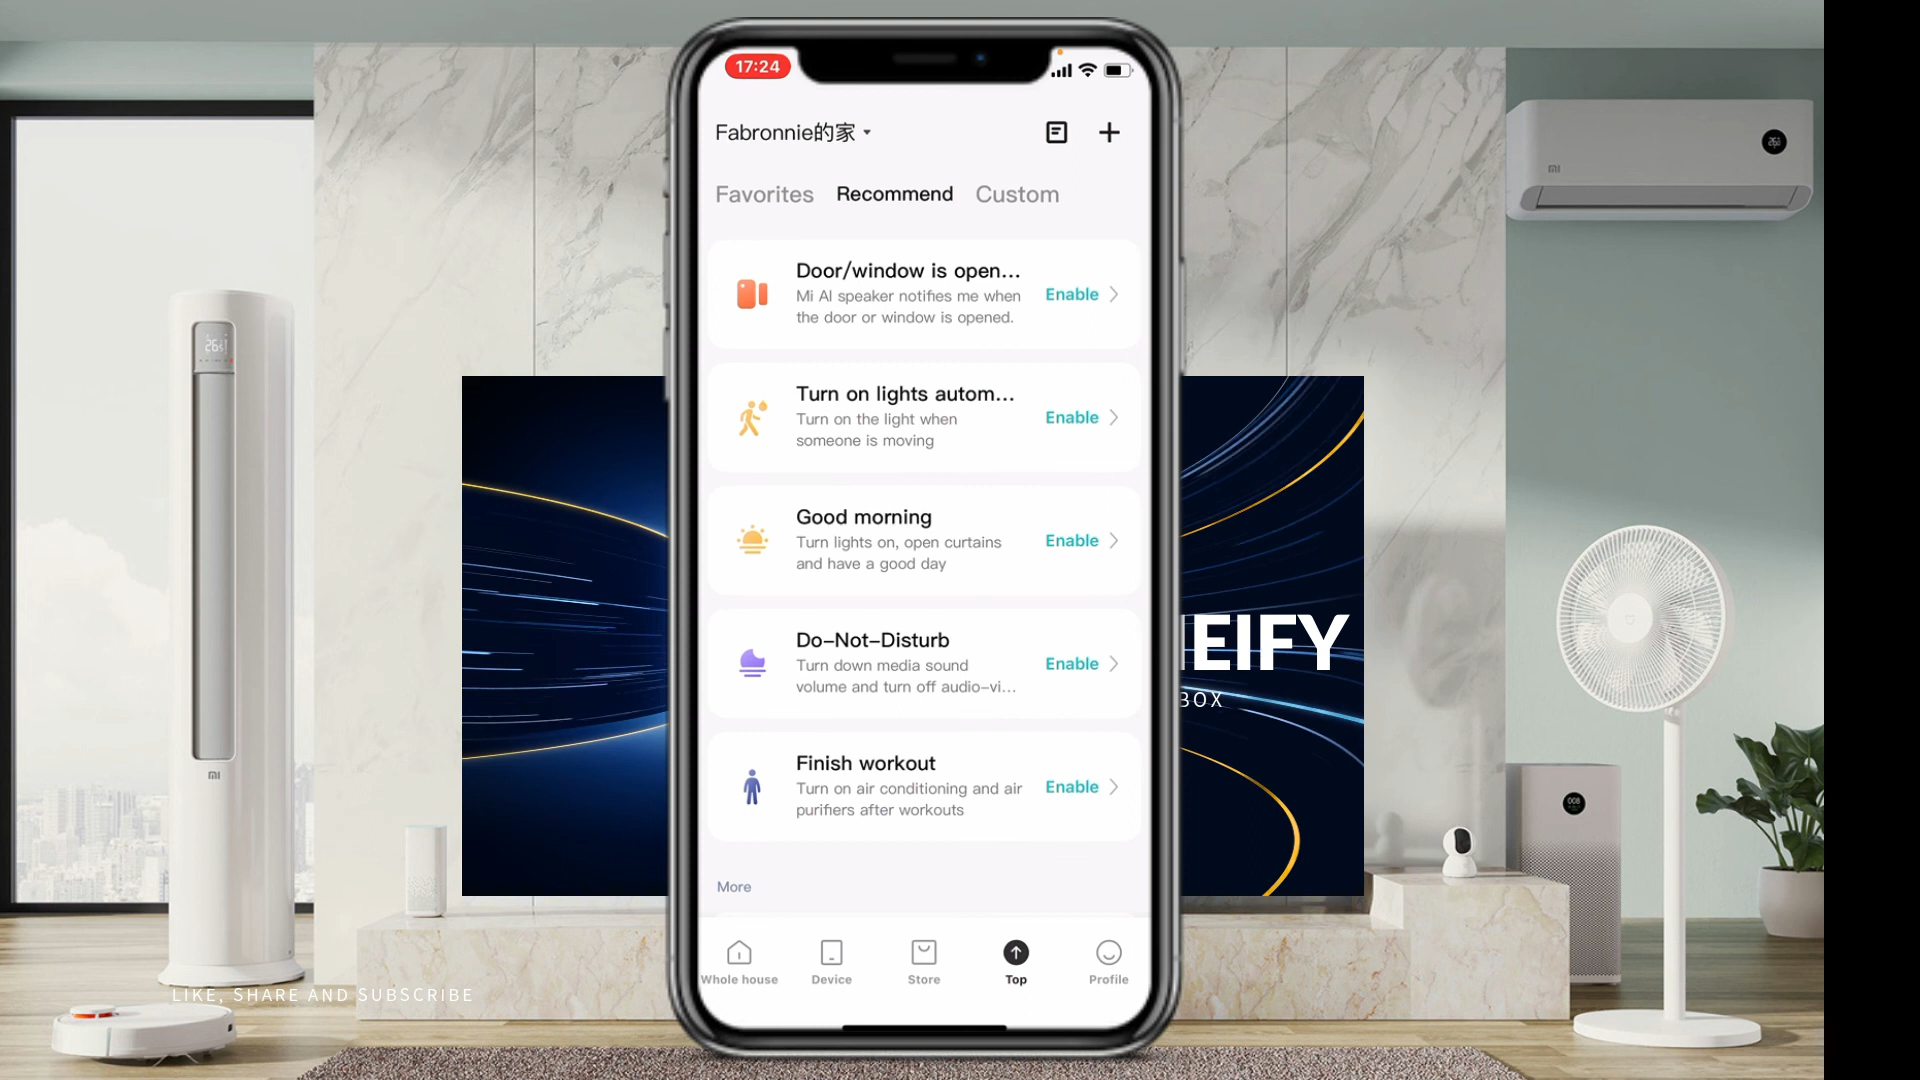 17:24
Fabronnie的家
Favorites Recommend Custom
Door/window is open...
Mi AI speaker notifies me when
the door or window is opened.
Enable
Turn on lights autom...
Turn on the light when
someone is moving
Enable
Good morning
Turn lights on, open curtains
and have a good day
Enable
Do-Not-Disturb
Turn down media sound
volume and turn off audio-vi...
Enable
Finish workout
Turn on air conditioning and air
purifiers after workouts
Enable
More
Whole house Device Store Top Profile
EIFY
BOX
mi
mi
LIKE, SHARE AND SUBSCRIBE